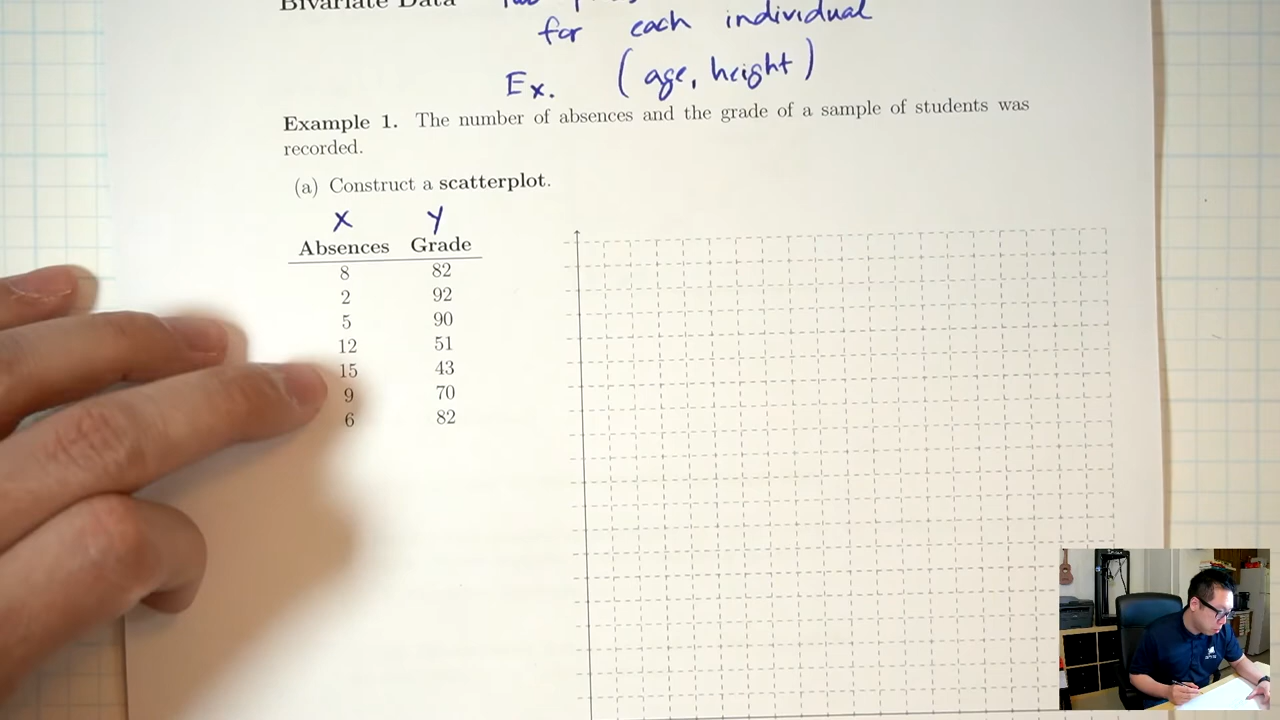 Bivariate Data
for each individual
Ex. (age, height)
Example 1. The number of absences and the grade of a sample of students was
recorded.
(a) Construct a scatterplot.
x y
Absences Grade
8 82
2 92
5 90
12 51
15 43
9 70
6 82